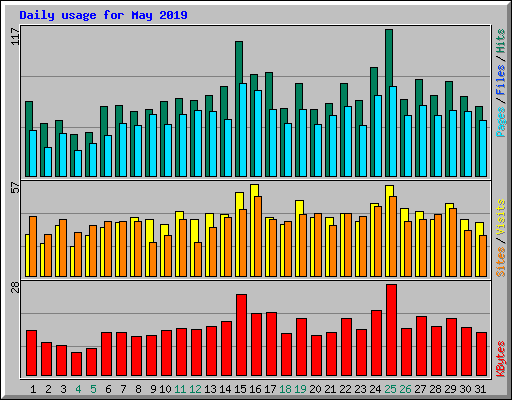 Daily usage for May 2019
117
Pages / Files / Hits
57
Sites / Visits
28
KBytes
1 2 3 4 5 6 7 8 9 10 11 12 13 14 15 16 17 18 19 20 21 22 23 24 25 26 27 28 29 30 31